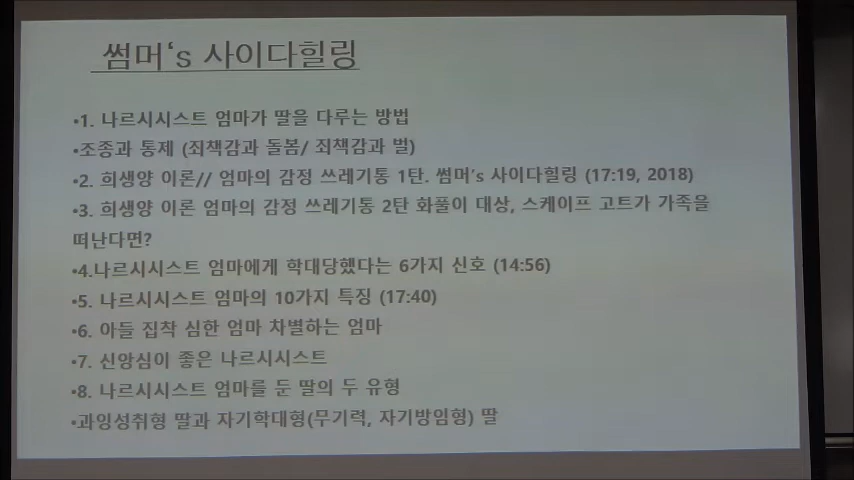 썸머‘s 사이다힐링
•1. 나르시시스트 엄마가 딸을 다루는 방법
•조종과 통제 (죄책감과 돌봄/ 죄책감과 벌)
•2. 희생양 이론// 엄마의 감정 쓰레기통 1탄. 썸머’s 사이다힐링 (17:19, 2018)
•3. 희생양 이론 엄마의 감정 쓰레기통 2탄 화풀이 대상, 스케이프 고트가 가족을
떠난다면?
•4.나르시시스트 엄마에게 학대당했다는 6가지 신호 (14:56)
•5. 나르시시스트 엄마의 10가지 특징 (17:40)
•6. 아들 집착 심한 엄마 차별하는 엄마
•7. 신앙심이 좋은 나르시시스트
•8. 나르시시스트 엄마를 둔 딸의 두 유형
•과잉성취형 딸과 자기학대형(무기력, 자기방임형) 딸